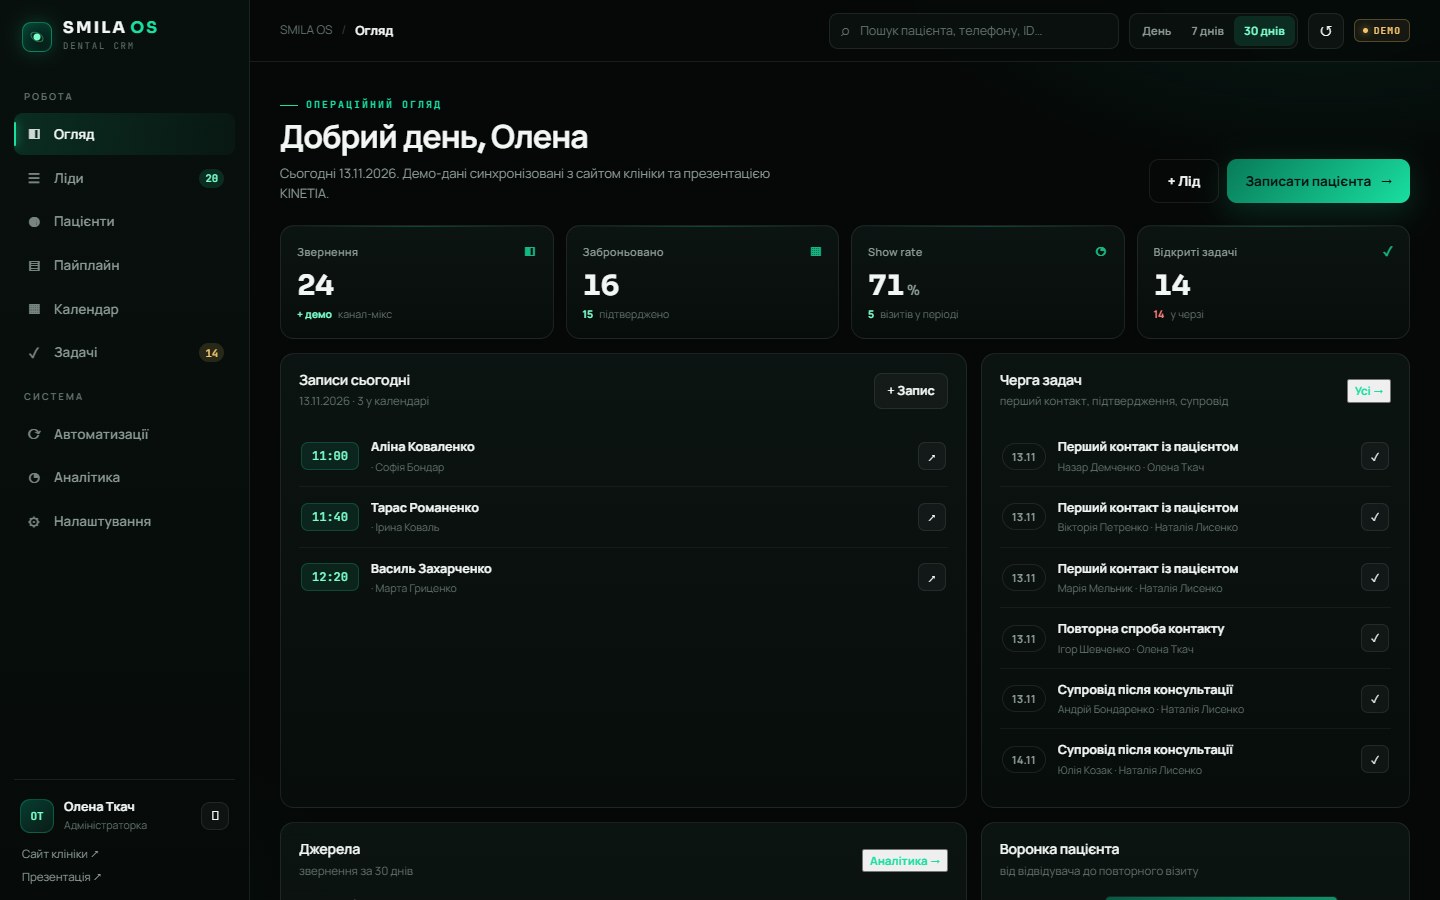 SMILA OS
DENTAL CRM
РОБОТА
Огляд
Ліди 20
Пацієнти
Пайплайн
Календар
Задачі 14
СИСТЕМА
Автоматизації
Аналітика
Налаштування
ОТ Олена Ткач
Адміністраторка
Сайт клініки ↗
Презентація ↗
SMILA OS / Огляд
Пошук пацієнта, телефону, ID...
День 7 днів 30 днів
DEMO
ОПЕРАЦІЙНИЙ ОГЛЯД
Добрий день, Олена
Сьогодні 13.11.2026. Демо-дані синхронізовані з сайтом клініки та презентацією
KINETIA.
+ Лід
Записати пацієнта →
Звернення
24
+ демо канал-мікс
Заброньовано
16
15 підтверджено
Show rate
71 %
5 візитів у періоді
Відкриті задачі
14
14 у черзі
Записи сьогодні
13.11.2026 · 3 у календарі
+ Запис
11:00 Аліна Коваленко
· Софія Бондар
11:40 Тарас Романенко
· Ірина Коваль
12:20 Василь Захарченко
· Марта Гриценко
Черга задач
перший контакт, підтвердження, супровід
Усі →
13.11 Перший контакт із пацієнтом
Назар Демченко · Олена Ткач
13.11 Перший контакт із пацієнтом
Вікторія Петренко · Наталія Лисенко
13.11 Перший контакт із пацієнтом
Марія Мельник · Наталія Лисенко
13.11 Повторна спроба контакту
Ігор Шевченко · Олена Ткач
13.11 Супровід після консультації
Андрій Бондаренко · Наталія Лисенко
14.11 Супровід після консультації
Юлія Козак · Наталія Лисенко
Джерела
звернення за 30 днів
Аналітика →
Воронка пацієнта
від відвідувача до повторного візиту